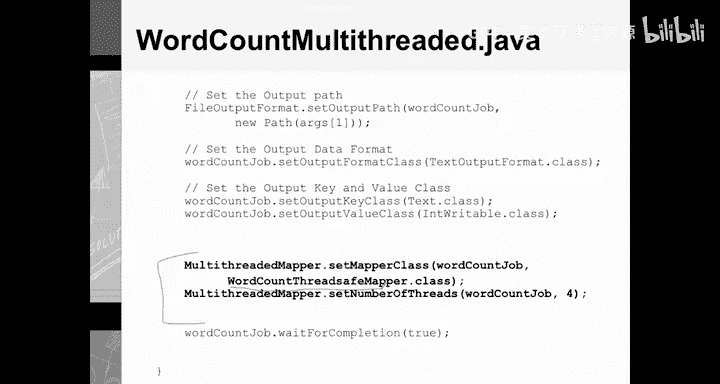 WordCountMultithreaded.java
bilibili
// Set the Output path
FileOutputFormat.setOutputPath(wordCountJob,
new Path(args[1]));
// Set the Output Data Format
wordCountJob.setOutputFormatClass(TextOutputFormat.class);
// Set the Output Key and Value Class
wordCountJob.setOutputKeyClass(Text.class);
wordCountJob.setOutputValueClass(IntWritable.class);
MultithreadedMapper.setMapperClass(wordCountJob,
WordCountThreadsafeMapper.class);
MultithreadedMapper.setNumberOfThreads(wordCountJob, 4);
wordCountJob.waitForCompletion(true);
}